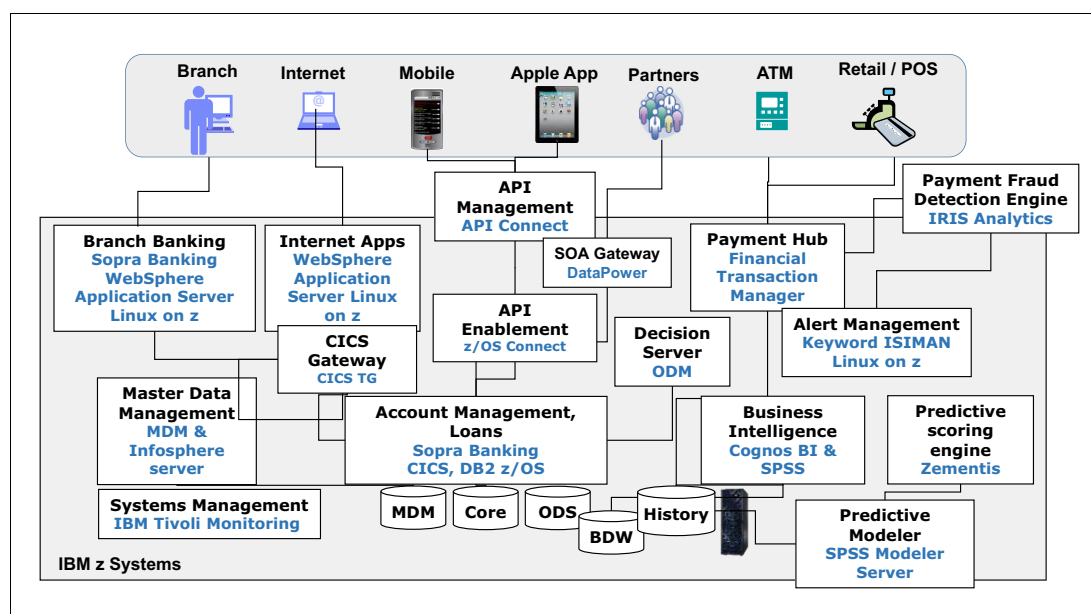 Branch
Internet
Mobile
Apple App
Partners
ATM
Retail / POS
@
API
Management
API Connect
Payment Fraud
Detection Engine
IRIS Analytics
Branch Banking
Sopra Banking
WebSphere
Application Server
Linux on z
Internet Apps
WebSphere
Application
Server Linux
on z
SOA Gateway
DataPower
Payment Hub
Financial
Transaction
Manager
API
Enablement
z/OS Connect
Decision
Server
ODM
Alert Management
Keyword ISIMAN
Linux on z
CICS
Gateway
CICS TG
Master Data
Management
MDM &
Infosphere
server
Account Management,
Loans
Sopra Banking
CICS, DB2 z/OS
Business
Intelligence
Cognos BI &
SPSS
Predictive
scoring
engine
Zementis
Systems Management
IBM Tivoli Monitoring
MDM
Core
ODS
BDW
History
Predictive
Modeler
SPSS Modeler
Server
IBM z Systems